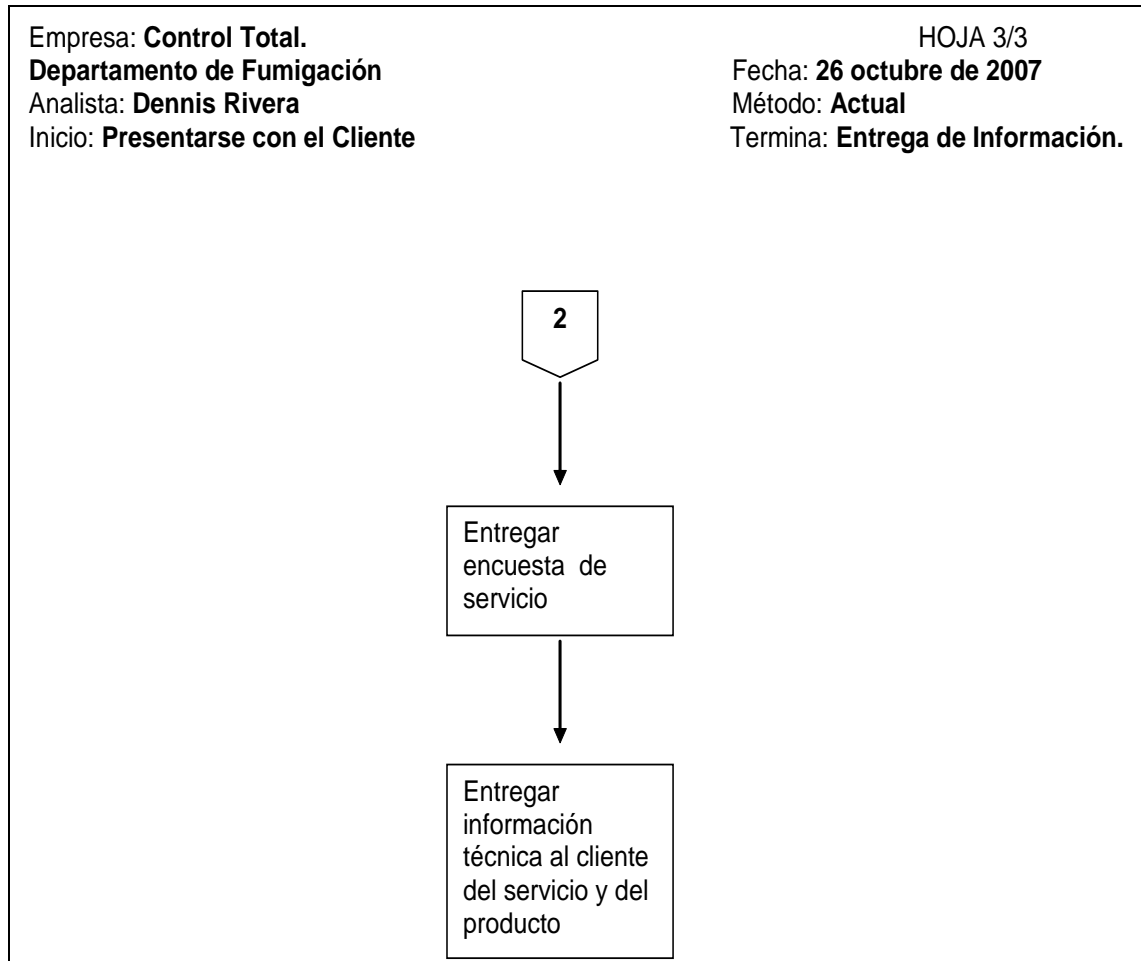 Empresa: Control Total. HOJA 3/3
Departamento de Fumigación Fecha: 26 octubre de 2007
Analista: Dennis Rivera Método: Actual
Inicio: Presentarse con el Cliente Termina: Entrega de Información.
2
Entregar
encuesta de
servicio
Entregar
información
técnica al cliente
del servicio y del
producto